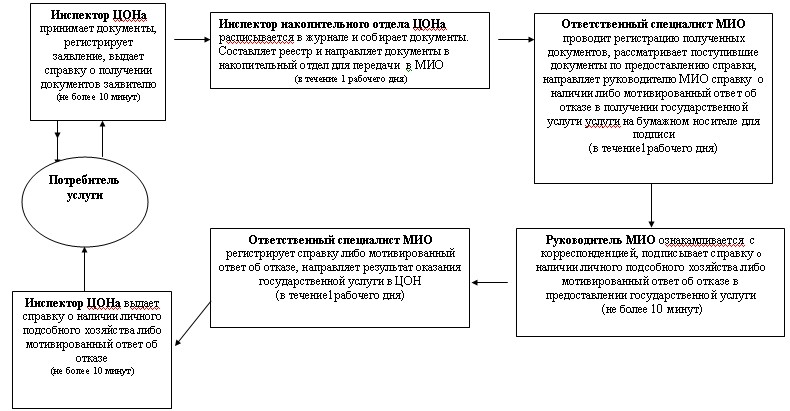 Инспектор ЦОНа
принимает документы,
регистрирует
заявление, выдает
справку о получении
документов заявителю
(не более 10 минут)
Инспектор накопительного отдела ЦОНа
расписывается в журнале и собирает документы.
Составляет реестр и направляет документы в
накопительный отдел для передачи в МИО
(в течение 1 рабочего дня)
Ответственный специалист МИО
проводит регистрацию полученных
документов, рассматривает поступившие
документы по предоставлению справки,
направляет руководителю МИО справку о
наличии либо мотивированный ответ об
отказе в получении государственной
услуги услуги на бумажном носителе для
подписи
(в течение1рабочего дня)
Потребитель
услуги
Руководитель МИО ознакамливается с
корреспонденцией, подписывает справку о
наличии личного подсобного хозяйства либо
мотивированный ответ об отказе в
предоставлении государственной услуги
(не более 10 минут)
Ответственный специалист МИО
регистрирует справку либо мотивированный
ответ об отказе, направляет результат оказания
государственной услуги в ЦОН
(в течение1рабочего дня)
Инспектор ЦОНа выдает
справку о наличии личного
подсобного хозяйства либо
мотивированный ответ об
отказе
(не более 10 минут)